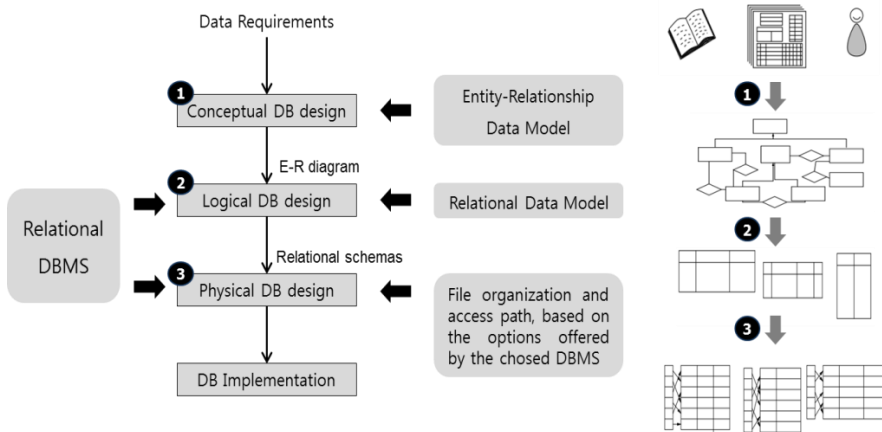 Data Requirements
1
Conceptual DB design
Entity-Relationship
Data Model
E-R diagram
2
Logical DB design
Relational Data Model
Relational
DBMS
Relational schemas
3
Physical DB design
File organization and
access path, based on
the options offered
by the chosed DBMS
DB Implementation
1
2
3